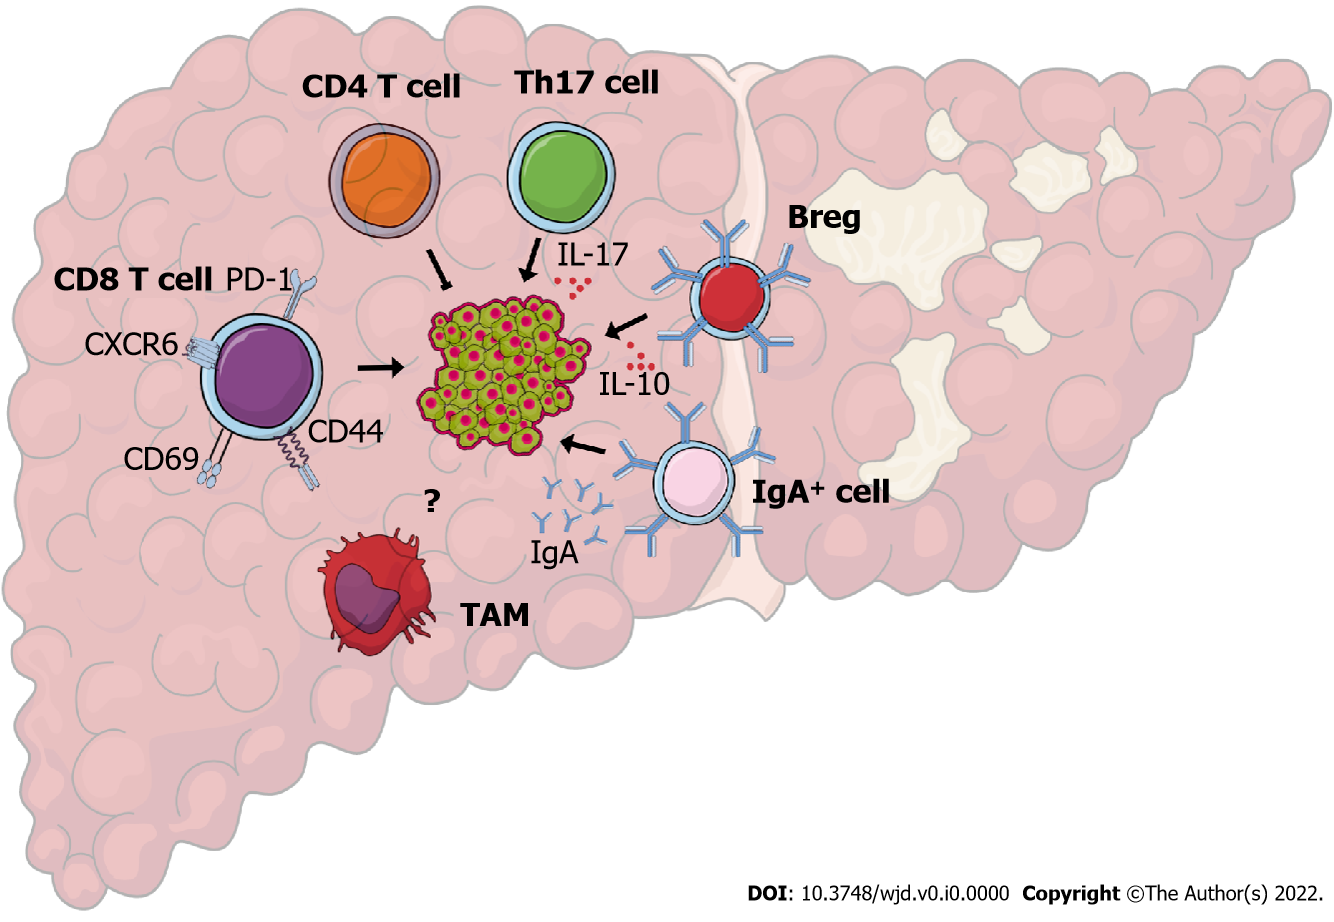 CD4 T cell
Th17 cell
IL-17
Breg
CD8 T cell PD-1
CXCR6
IL-10
CD44
CD69
?
IgA⁺ cell
IgA
TAM
DOI: 10.3748/wjd.v0.i0.0000 Copyright ©The Author(s) 2022.